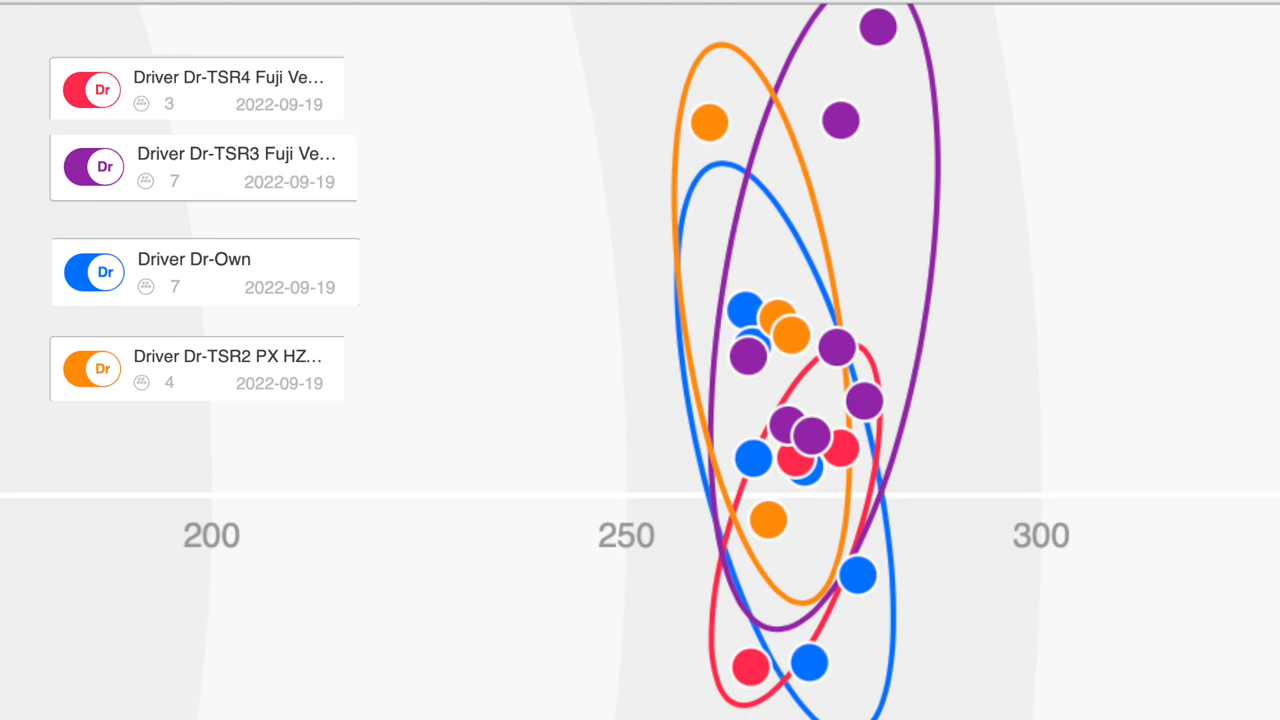 Dr Driver Dr-TSR4 Fuji Ve...
3 2022-09-19
Dr Driver Dr-TSR3 Fuji Ve...
7 2022-09-19
Dr Driver Dr-Own
7 2022-09-19
Dr Driver Dr-TSR2 PX HZ...
4 2022-09-19
200 250 300